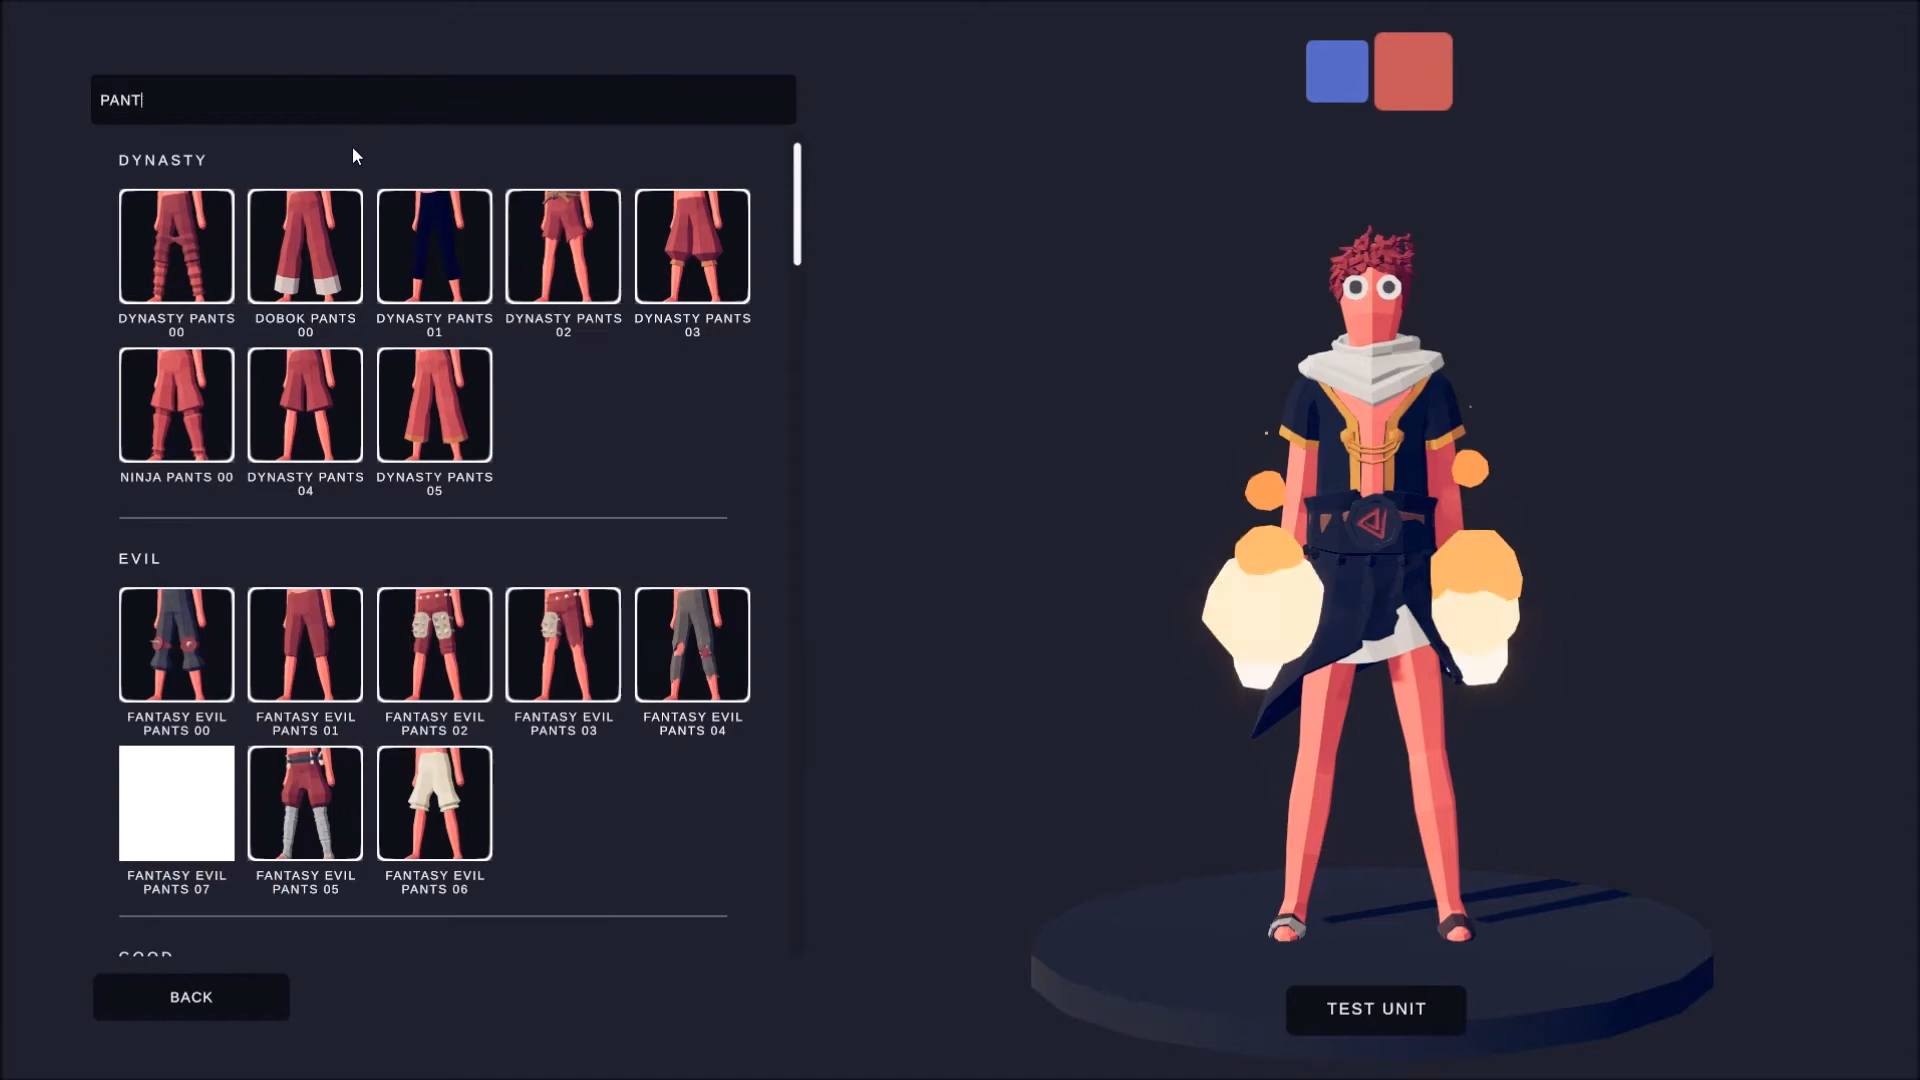 PANT
DYNASTY
DYNASTY PANTS
00
DOBOK PANTS
00
DYNASTY PANTS
01
DYNASTY PANTS
02
DYNASTY PANTS
03
NINJA PANTS 00
DYNASTY PANTS
04
DYNASTY PANTS
05
EVIL
FANTASY EVIL
PANTS 00
FANTASY EVIL
PANTS 01
FANTASY EVIL
PANTS 02
FANTASY EVIL
PANTS 03
FANTASY EVIL
PANTS 04
FANTASY EVIL
PANTS 07
FANTASY EVIL
PANTS 05
FANTASY EVIL
PANTS 06
GOOD
BACK
TEST UNIT